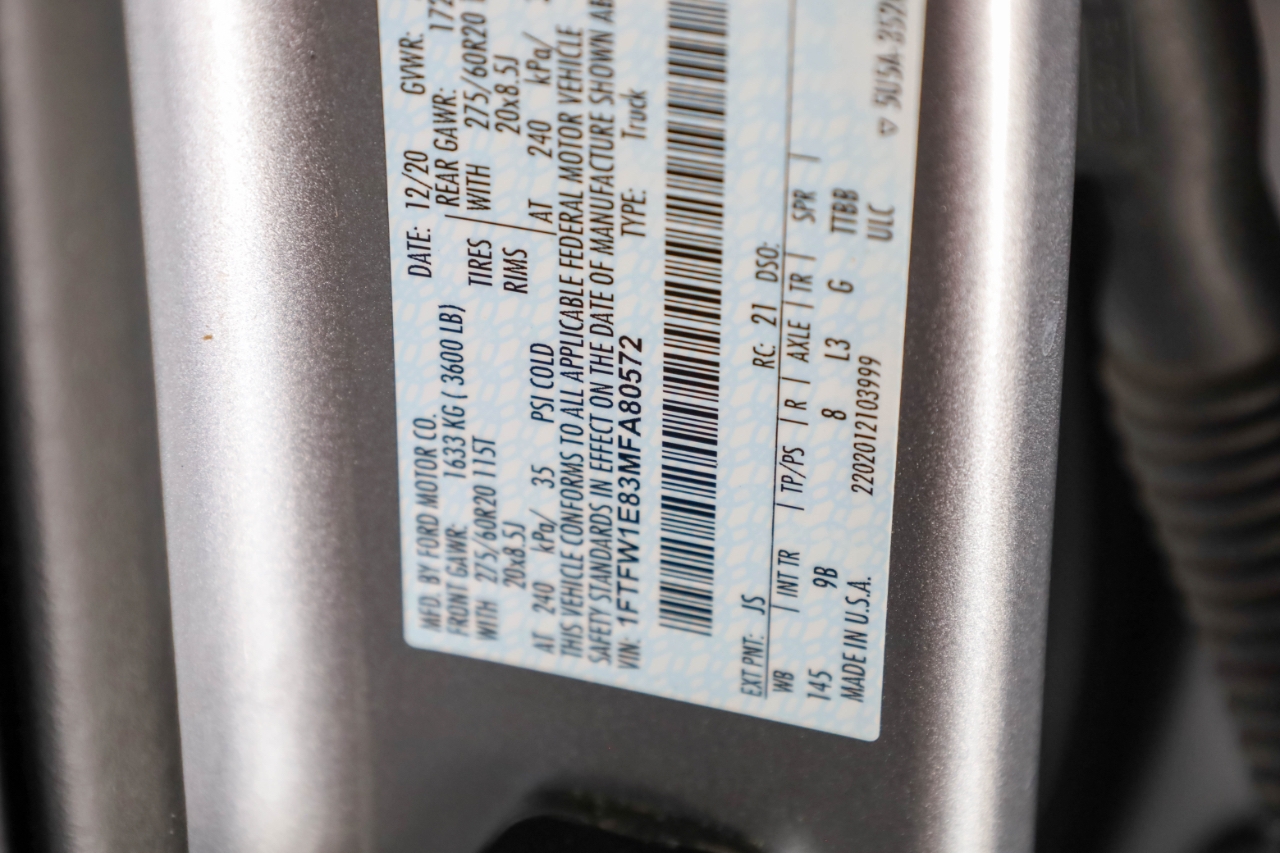 MFD. BY FORD MOTOR CO. DATE: 12/20 GVWR:
FRONT GAWR: 1633 KG ( 3600 LB) REAR GAWR: 172
WITH 275/60R20 115T TIRES WITH 275/60R20 1
20x8.5J RIMS 20x8.5J
AT 240 kPa/ 35 PSI COLD AT 240 kPa/
THIS VEHICLE CONFORMS TO ALL APPLICABLE FEDERAL MOTOR VEHICLE
SAFETY STANDARDS IN EFFECT ON THE DATE OF MANUFACTURE SHOWN AB
VIN: 1FTFW1E83MFA80572 TYPE: Truck
EXT PNT: JS RC: 21 DSO:
WB | INT TR | TP/PS | R | AXLE | TR | SPR |
145 9B 8 L3 G TTBB
MADE IN U.S.A. 2202012103999 ULC
5U5A-